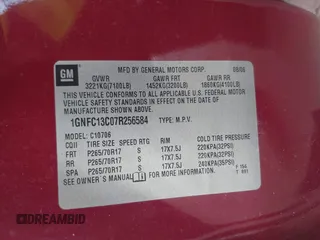 GM
MFD BY GENERAL MOTORS CORP. 08/06
GVWR GAWR FRT GAWR RR
3221KG(7100LB) 1452KG(3200LB) 1860KG(4100LB)
THIS VEHICLE CONFORMS TO ALL APPLICABLE U.S. FEDERAL
MOTOR VEHICLE SAFETY STANDARDS IN EFFECT ON THE DATE OF
MANUFACTURE SHOWN ABOVE.
1GNFC13C07R256584 TYPE: M.P.V.
MODEL: C10706
CQII TIRE SIZE SPEED RTG RIM COLD TIRE PRESSURE
FRT P265/70R17 S 17X7.5J 220KPA(32PSI)
RR P265/70R17 S 17X7.5J 220KPA(32PSI)
SPA P265/70R17 S 17X7.5J 240KPA(35PSI)
SEE OWNER'S MANUAL FOR MORE INFORMATION.
DREAMBID